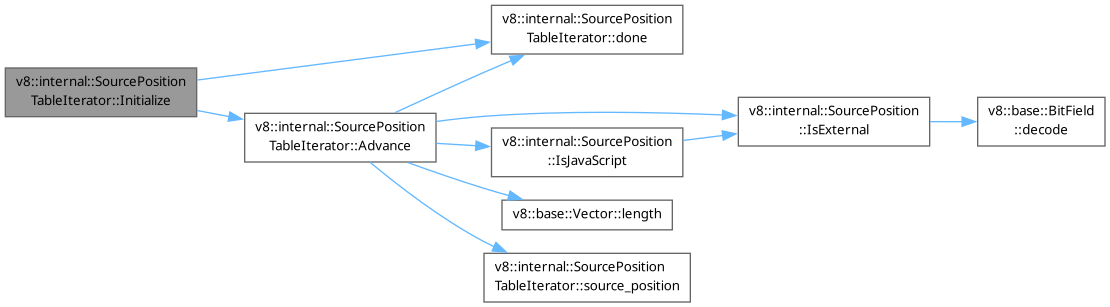 v8::internal::SourcePosition
TableIterator::Initialize
v8::internal::SourcePosition
TableIterator::done
v8::internal::SourcePosition
TableIterator::Advance
v8::internal::SourcePosition
::IsExternal
v8::base::BitField
::decode
v8::internal::SourcePosition
::IsJavaScript
v8::base::Vector::length
v8::internal::SourcePosition
TableIterator::source_position